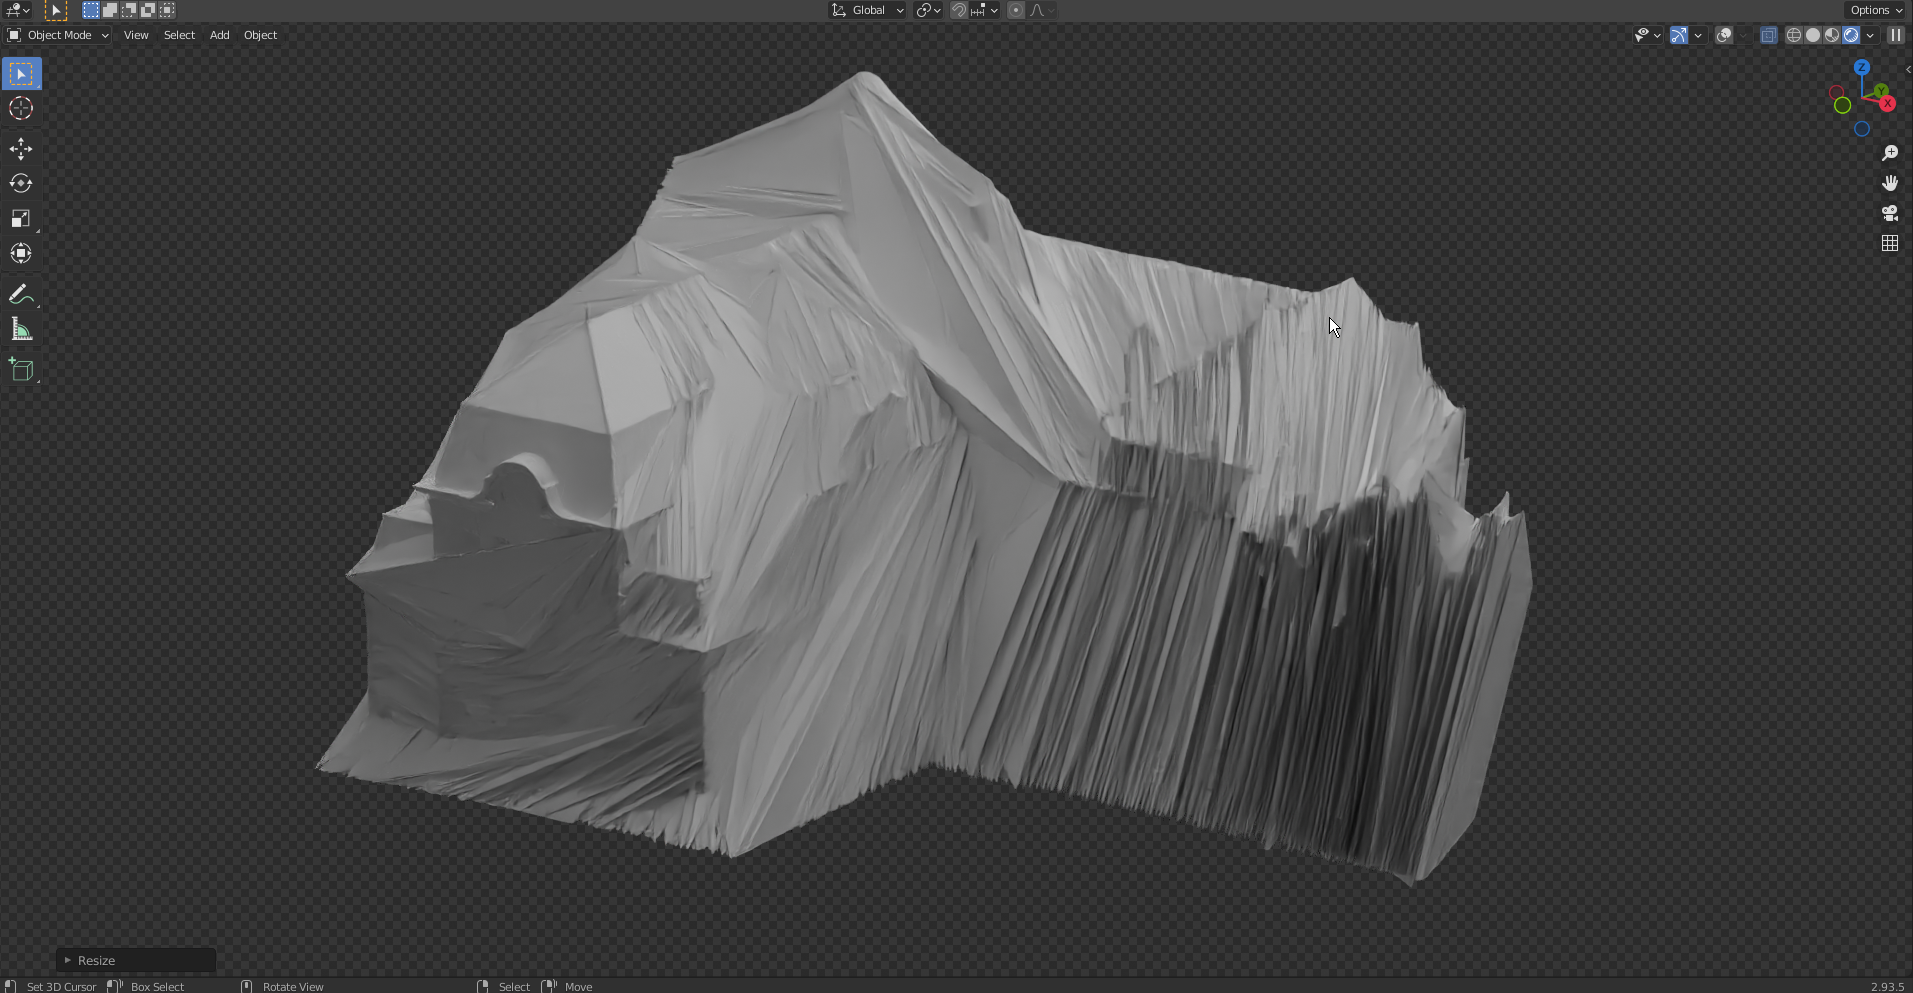 Global
Options
Object Mode View Select Add Object
Z
Y
X
Resize
Set 3D Cursor Box Select Rotate View Select Move 2.93.5